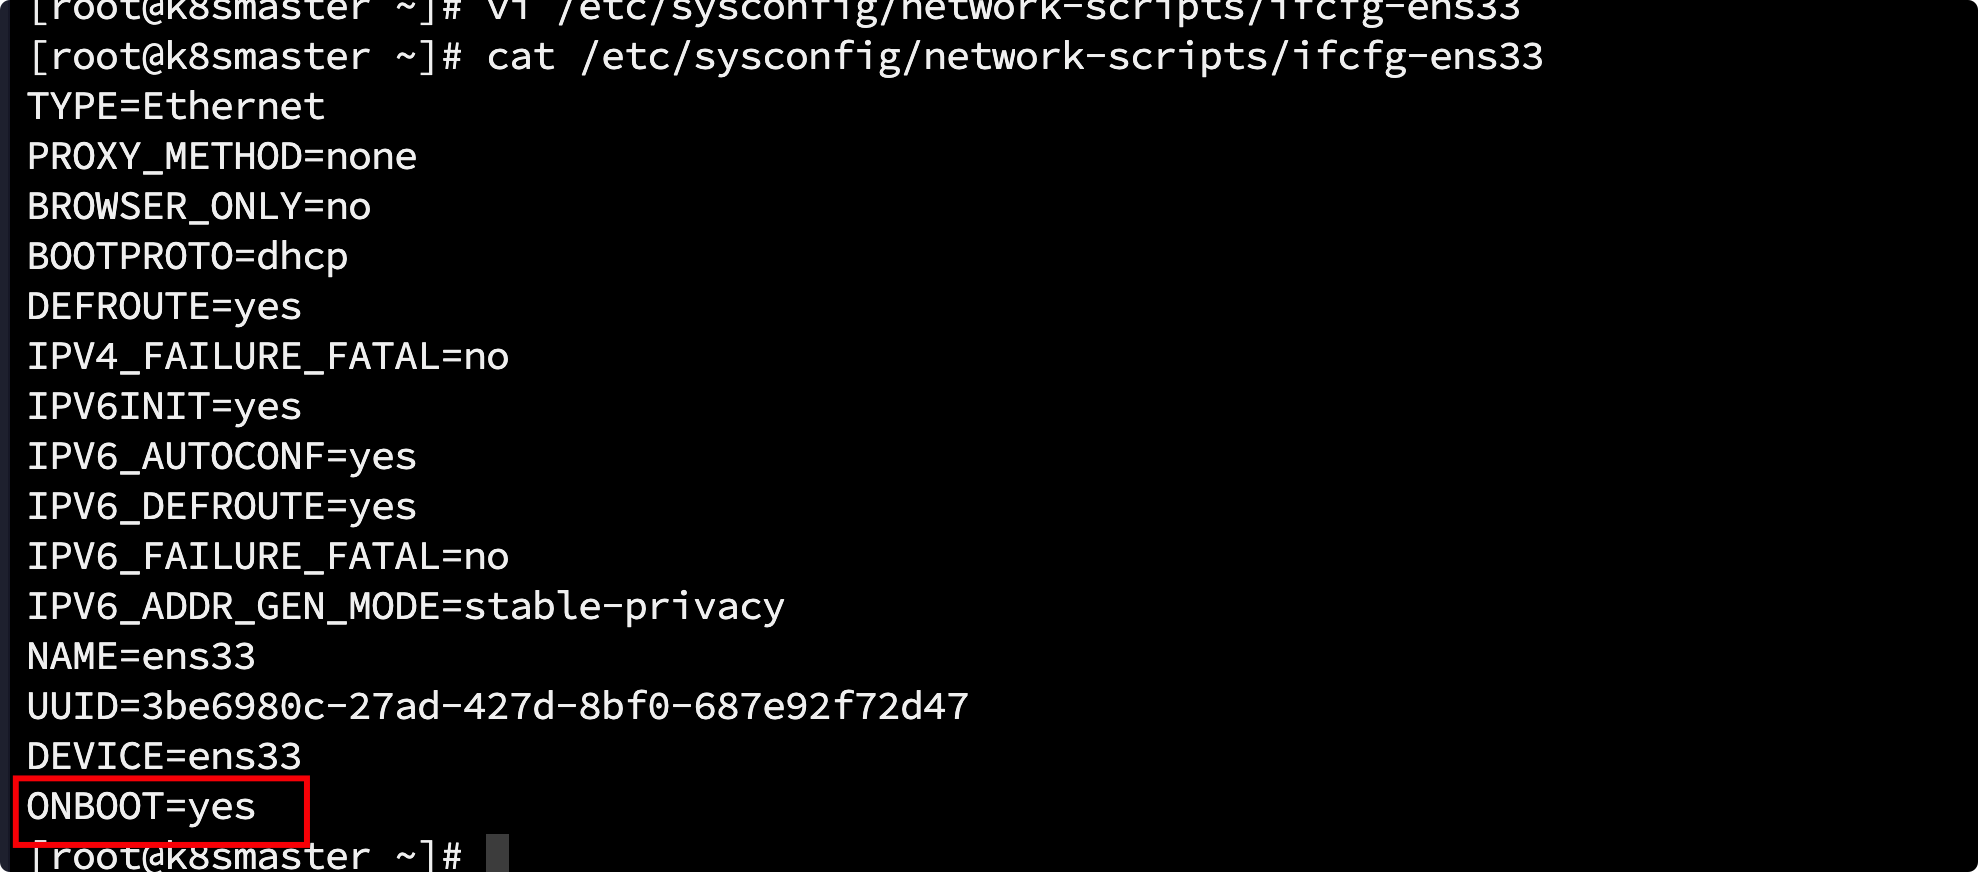 [root@k8smaster ~]# vi /etc/sysconfig/network-scripts/ifcfg-ens33
[root@k8smaster ~]# cat /etc/sysconfig/network-scripts/ifcfg-ens33
TYPE=Ethernet
PROXY_METHOD=none
BROWSER_ONLY=no
BOOTPROTO=dhcp
DEFROUTE=yes
IPV4_FAILURE_FATAL=no
IPV6INIT=yes
IPV6_AUTOCONF=yes
IPV6_DEFROUTE=yes
IPV6_FAILURE_FATAL=no
IPV6_ADDR_GEN_MODE=stable-privacy
NAME=ens33
UUID=3be6980c-27ad-427d-8bf0-687e92f72d47
DEVICE=ens33
ONBOOT=yes
[root@k8smaster ~]#